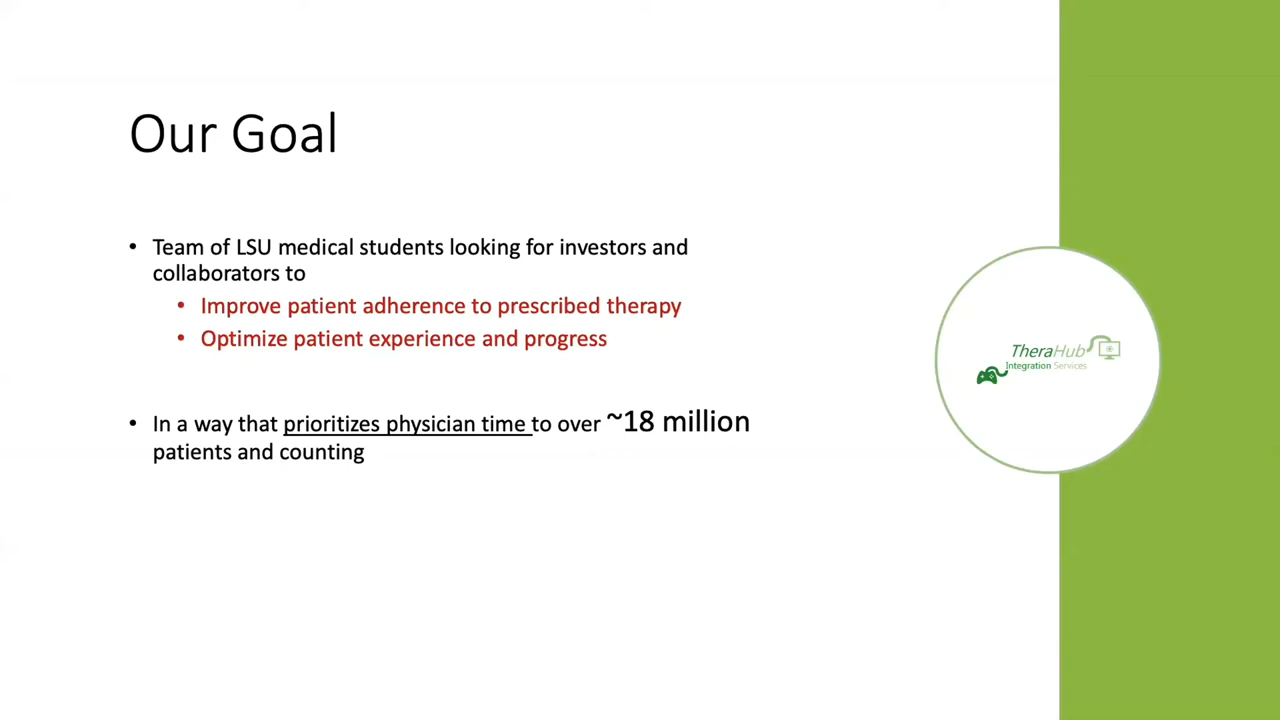 Our Goal
• Team of LSU medical students looking for investors and
collaborators to
• Improve patient adherence to prescribed therapy
• Optimize patient experience and progress
• In a way that prioritizes physician time to over ~18 million
patients and counting
TheraHub
Integration Services